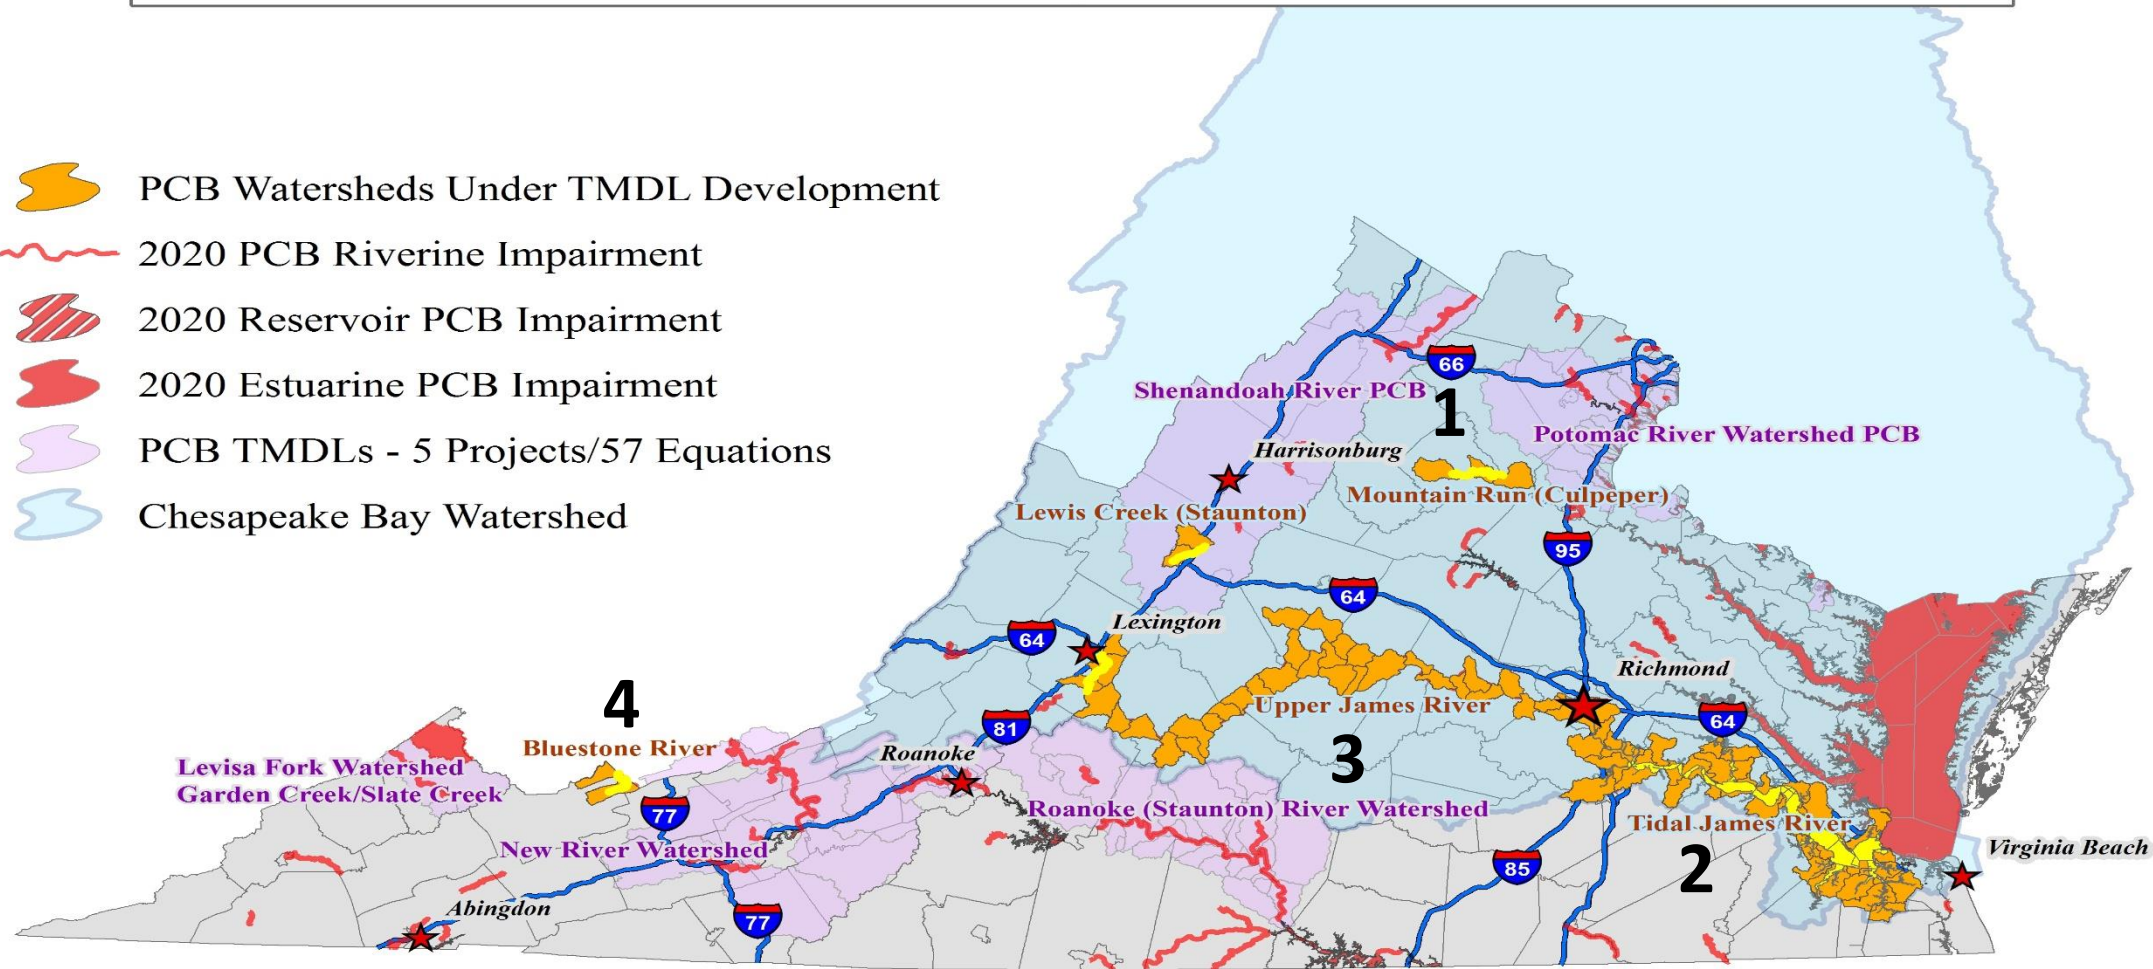 PCB Watersheds Under TMDL Development
2020 PCB Riverine Impairment
2020 Reservoir PCB Impairment
2020 Estuarine PCB Impairment
PCB TMDLs - 5 Projects/57 Equations
Chesapeake Bay Watershed
66
Shenandoah River PCB
1
Potomac River Watershed PCB
Harrisonburg
Mountain Run (Culpeper)
Lewis Creek (Staunton)
95
64
Lexington
64
Richmond
4
Upper James River
64
81
Bluestone River
Roanoke
3
Levisa Fork Watershed
Garden Creek/Slate Creek
77
Roanoke (Staunton) River Watershed
Tidal James River
New River Watershed
Virginia Beach
85
2
Abingdon
77